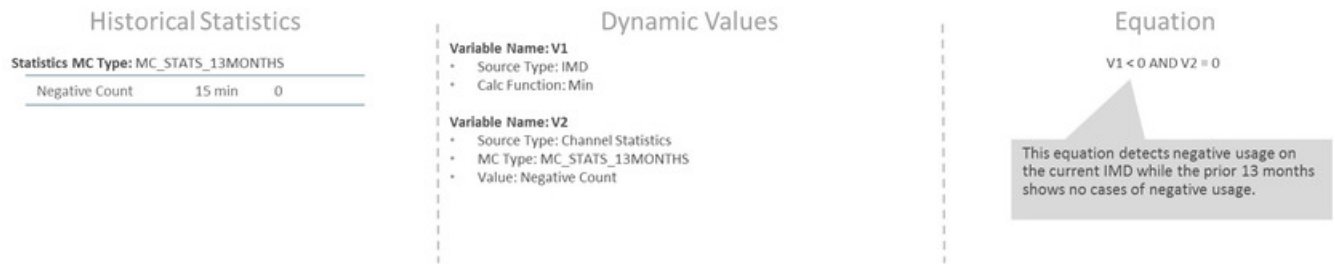 Historical Statistics
Statistics MC Type: MC_STATS_13MONTHS
Negative Count 15 min 0
Dynamic Values
Variable Name: V1
• Source Type: IMD
• Calc Function: Min
Variable Name: V2
• Source Type: Channel Statistics
• MC Type: MC_STATS_13MONTHS
• Value: Negative Count
Equation
V1 < 0 AND V2 = 0
This equation detects negative usage on
the current IMD while the prior 13 months
shows no cases of negative usage.